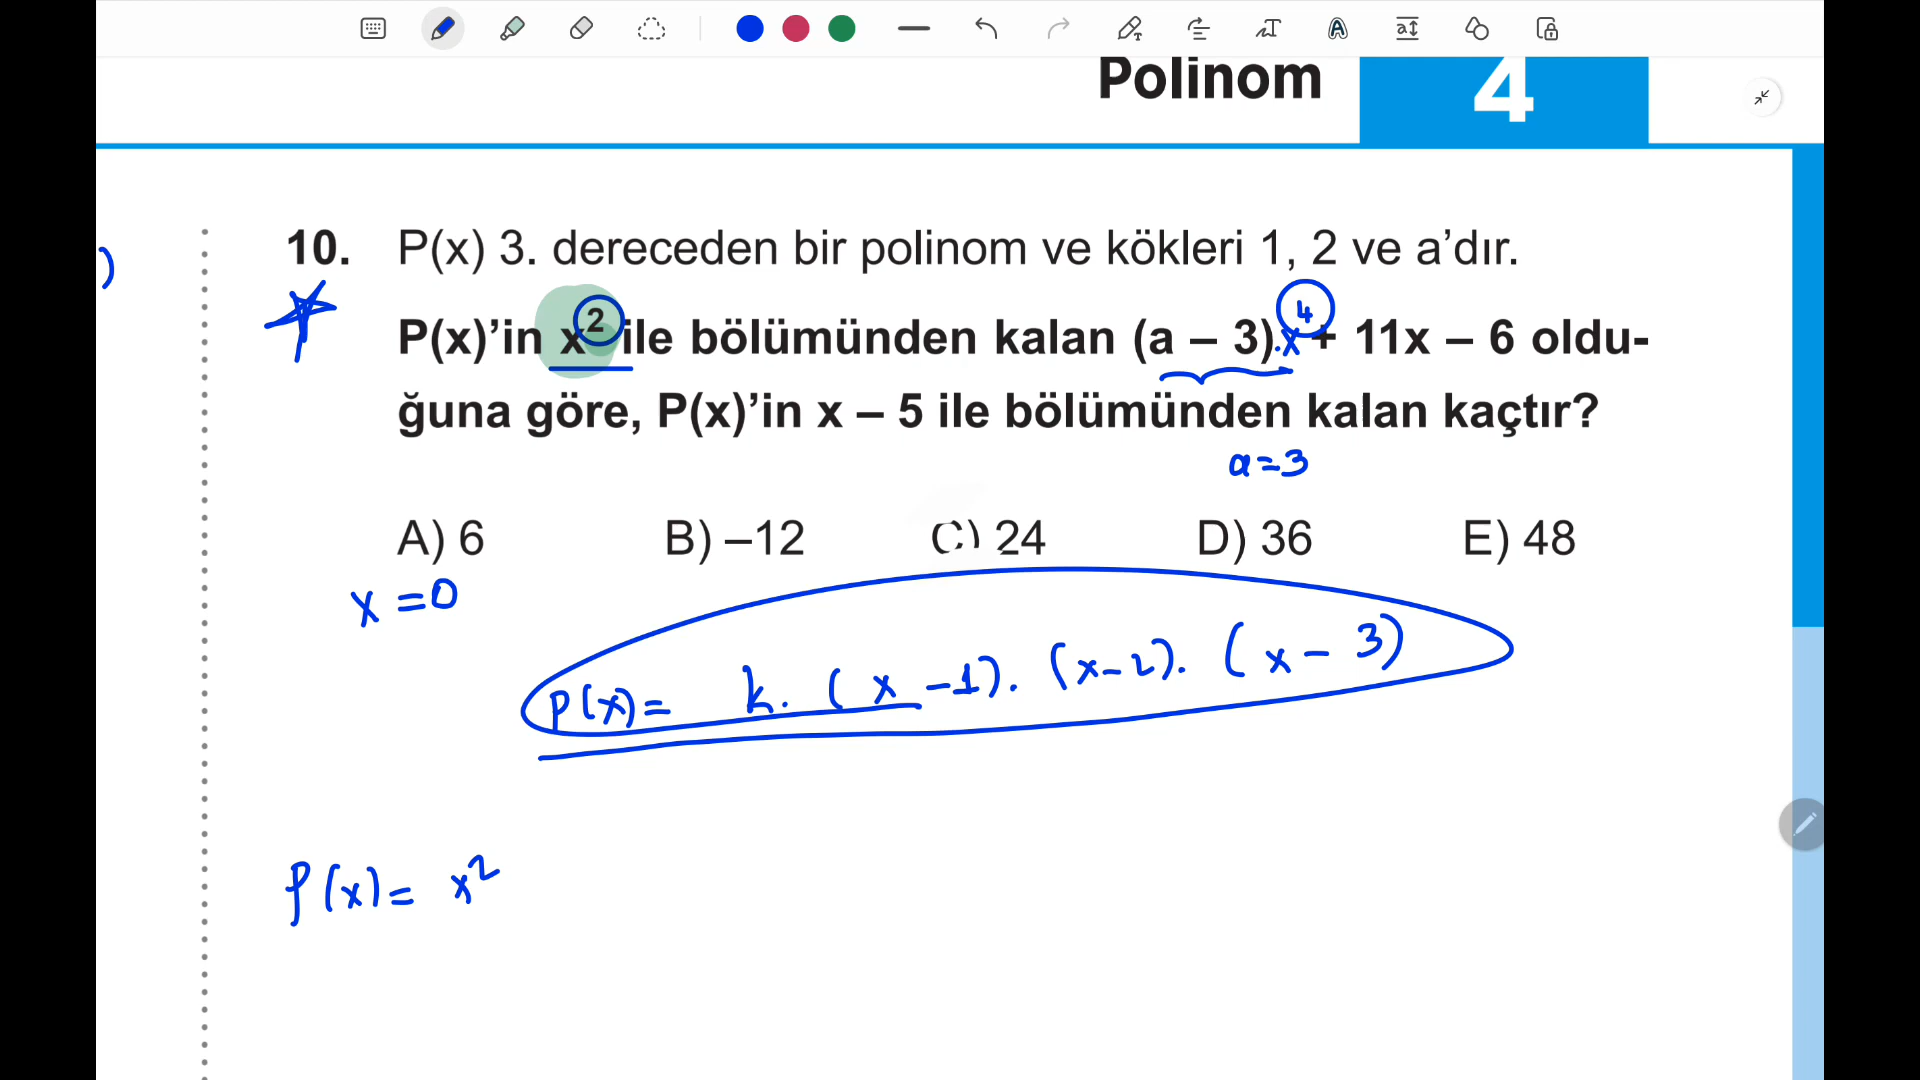 Polinom 4
)
10. P(x) 3. dereceden bir polinom ve kökleri 1, 2 ve a’dır.
P(x)’in x² ile bölümünden kalan (a – 3).x⁴ + 11x – 6 oldu-
ğuna göre, P(x)’in x – 5 ile bölümünden kalan kaçtır?
a=3
A) 6 B) –12 C) 24 D) 36 E) 48
x = 0
P(x)= k. (x-1). (x-2). (x-3)
P(x)= x²